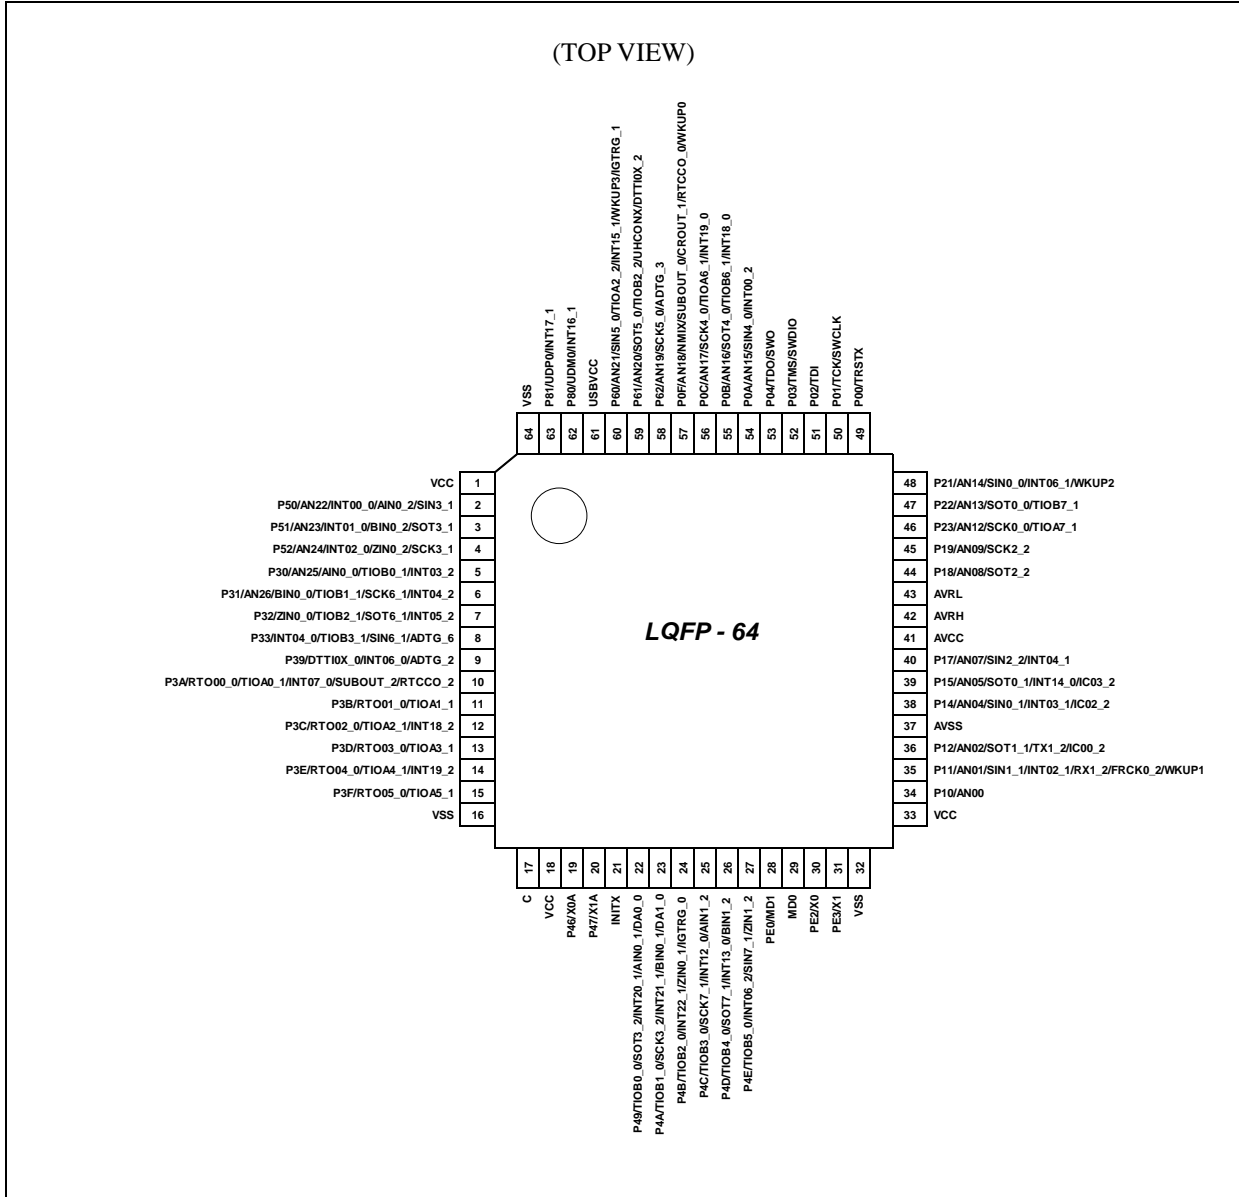 (TOP VIEW)
VSS
P81/UDP0/INT17_1
P80/UDM0/INT16_1
USBVCC
P60/AN21/SIN5_0/TIOA2_2/INT15_1/WKUP3/IGTRG_1
P61/AN20/SOT5_0/TIOB2_2/UHCONX/DTTI0X_2
P62/AN19/SCK5_0/ADTG_3
P0F/AN18/NMIX/SUBOUT_0/CROUT_1/RTCCO_0/WKUP0
P0C/AN17/SCK4_0/TIOA6_1/INT19_0
P0B/AN16/SOT4_0/TIOB6_1/INT18_0
P0A/AN15/SIN4_0/INT00_2
P04/TDO/SWO
P03/TMS/SWDIO
P02/TDI
P01/TCK/SWCLK
P00/TRSTX
64 63 62 61 60 59 58 57 56 55 54 53 52 51 50 49
VCC 1
P50/AN22/INT00_0/AIN0_2/SIN3_1 2
P51/AN23/INT01_0/BIN0_2/SOT3_1 3
P52/AN24/INT02_0/ZIN0_2/SCK3_1 4
P30/AN25/AIN0_0/TIOB0_1/INT03_2 5
P31/AN26/BIN0_0/TIOB1_1/SCK6_1/INT04_2 6
P32/ZIN0_0/TIOB2_1/SOT6_1/INT05_2 7
P33/INT04_0/TIOB3_1/SIN6_1/ADTG_6 8
P39/DTTI0X_0/INT06_0/ADTG_2 9
P3A/RTO00_0/TIOA0_1/INT07_0/SUBOUT_2/RTCCO_2 10
P3B/RTO01_0/TIOA1_1 11
P3C/RTO02_0/TIOA2_1/INT18_2 12
P3D/RTO03_0/TIOA3_1 13
P3E/RTO04_0/TIOA4_1/INT19_2 14
P3F/RTO05_0/TIOA5_1 15
VSS 16
LQFP - 64
48 P21/AN14/SIN0_0/INT06_1/WKUP2
47 P22/AN13/SOT0_0/TIOB7_1
46 P23/AN12/SCK0_0/TIOA7_1
45 P19/AN09/SCK2_2
44 P18/AN08/SOT2_2
43 AVRL
42 AVRH
41 AVCC
40 P17/AN07/SIN2_2/INT04_1
39 P15/AN05/SOT0_1/INT14_0/IC03_2
38 P14/AN04/SIN0_1/INT03_1/IC02_2
37 AVSS
36 P12/AN02/SOT1_1/TX1_2/IC00_2
35 P11/AN01/SIN1_1/INT02_1/RX1_2/FRCK0_2/WKUP1
34 P10/AN00
33 VCC
17 18 19 20 21 22 23 24 25 26 27 28 29 30 31 32
C
VCC
P46/X0A
P47/X1A
INITX
P49/TIOB0_0/SOT3_2/INT20_1/AIN0_1/DA0_0
P4A/TIOB1_0/SCK3_2/INT21_1/BIN0_1/DA1_0
P4B/TIOB2_0/INT22_1/ZIN0_1/IGTRG_0
P4C/TIOB3_0/SCK7_1/INT12_0/AIN1_2
P4D/TIOB4_0/SOT7_1/INT13_0/BIN1_2
P4E/TIOB5_0/INT06_2/SIN7_1/ZIN1_2
PE0/MD1
MD0
PE2/X0
PE3/X1
VSS